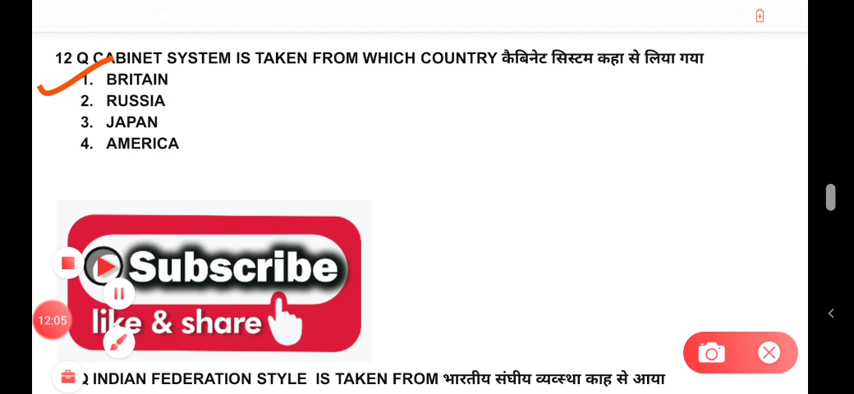 12 Q CABINET SYSTEM IS TAKEN FROM WHICH COUNTRY कैबिनेट सिस्टम कहा से लिया गया
1. BRITAIN
2. RUSSIA
3. JAPAN
4. AMERICA
Subscribe
like & share
12:05
Q INDIAN FEDERATION STYLE IS TAKEN FROM भारतीय संघीय व्यव्स्था काह से आया